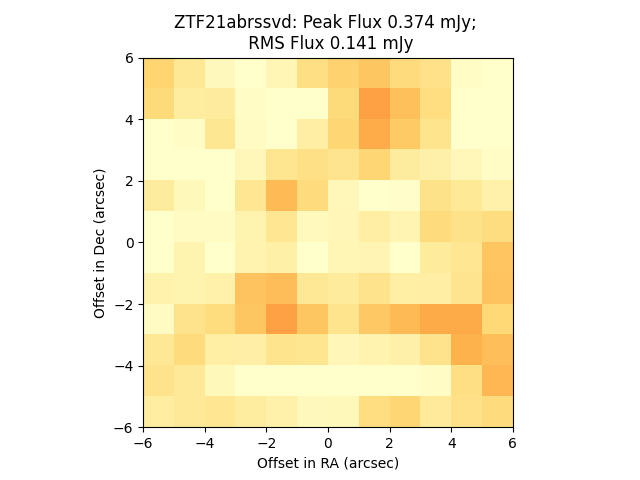 ZTF21abrssvd: Peak Flux 0.374 mJy;
RMS Flux 0.141 mJy
6
4
2
0
−2
−4
−6
Offset in Dec (arcsec)
−6 −4 −2 0 2 4 6
Offset in RA (arcsec)